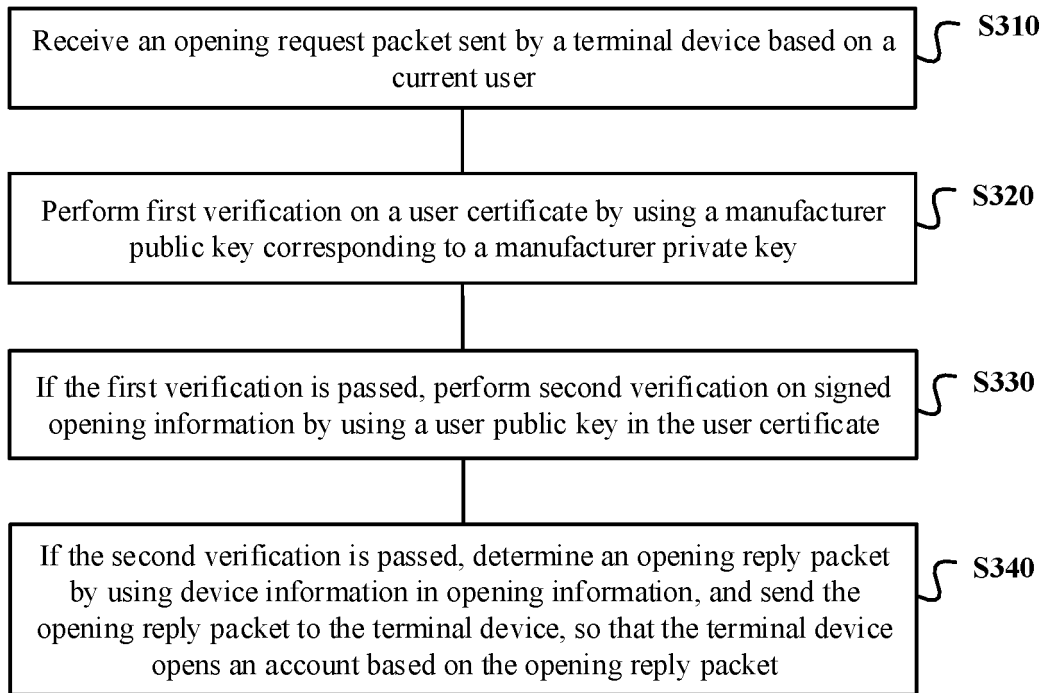 Receive an opening request packet sent by a terminal device based on a
current user
S310
Perform first verification on a user certificate by using a manufacturer
public key corresponding to a manufacturer private key
S320
If the first verification is passed, perform second verification on signed
opening information by using a user public key in the user certificate
S330
If the second verification is passed, determine an opening reply packet
by using device information in opening information, and send the
opening reply packet to the terminal device, so that the terminal device
opens an account based on the opening reply packet
S340